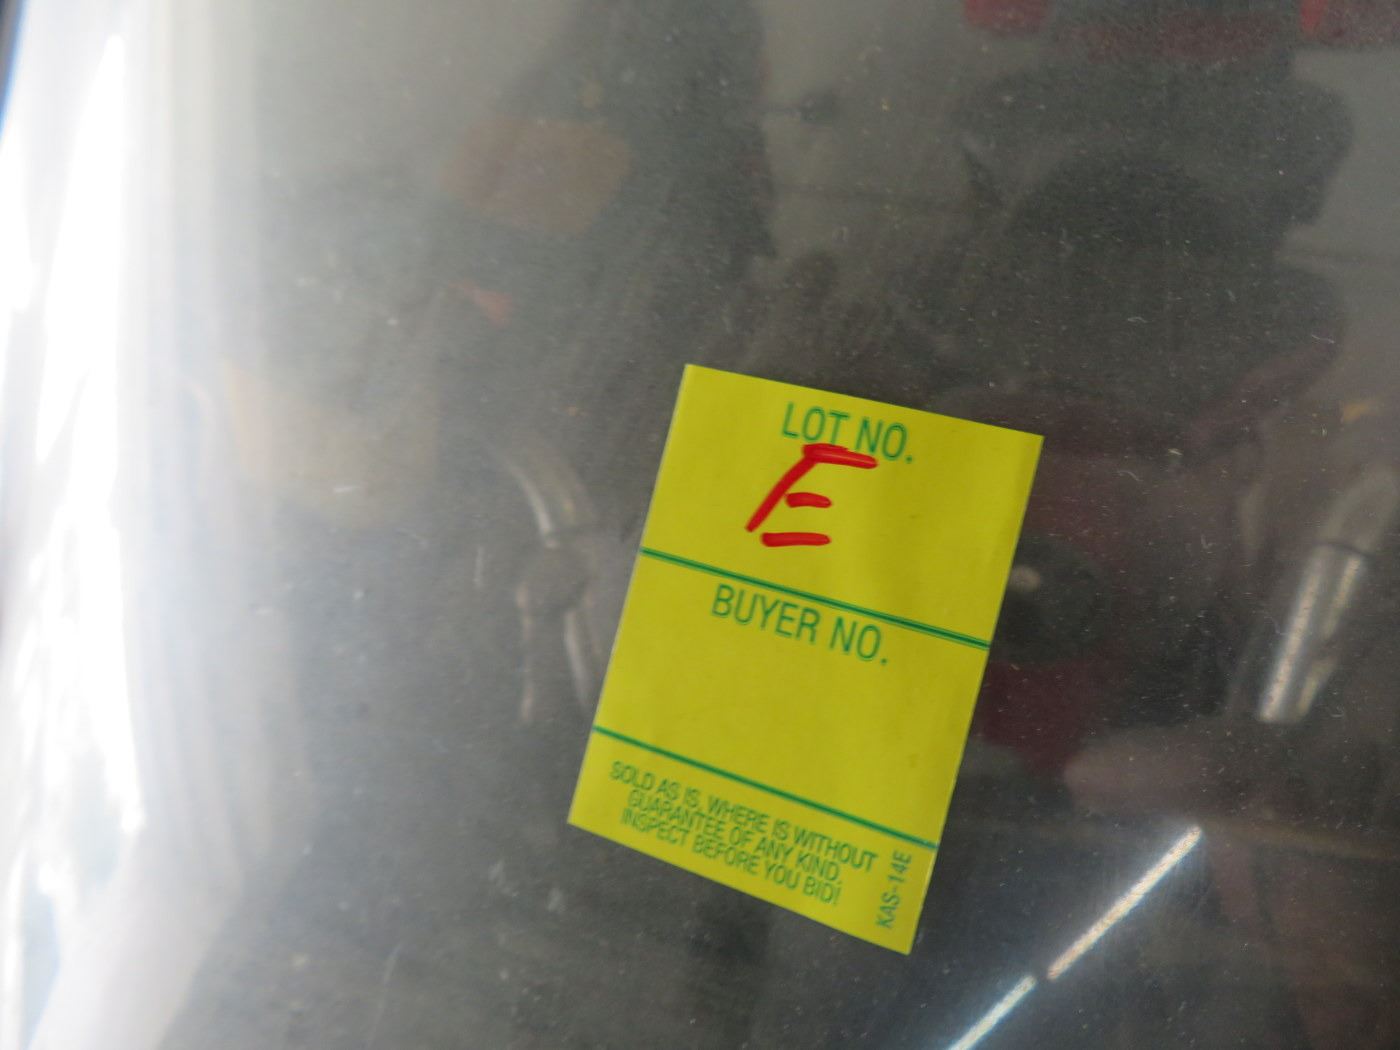 LOT NO.
E
BUYER NO.
SOLD AS IS, WHERE IS WITHOUT
GUARANTEE OF ANY KIND.
INSPECT BEFORE YOU BID!
KAS-14E